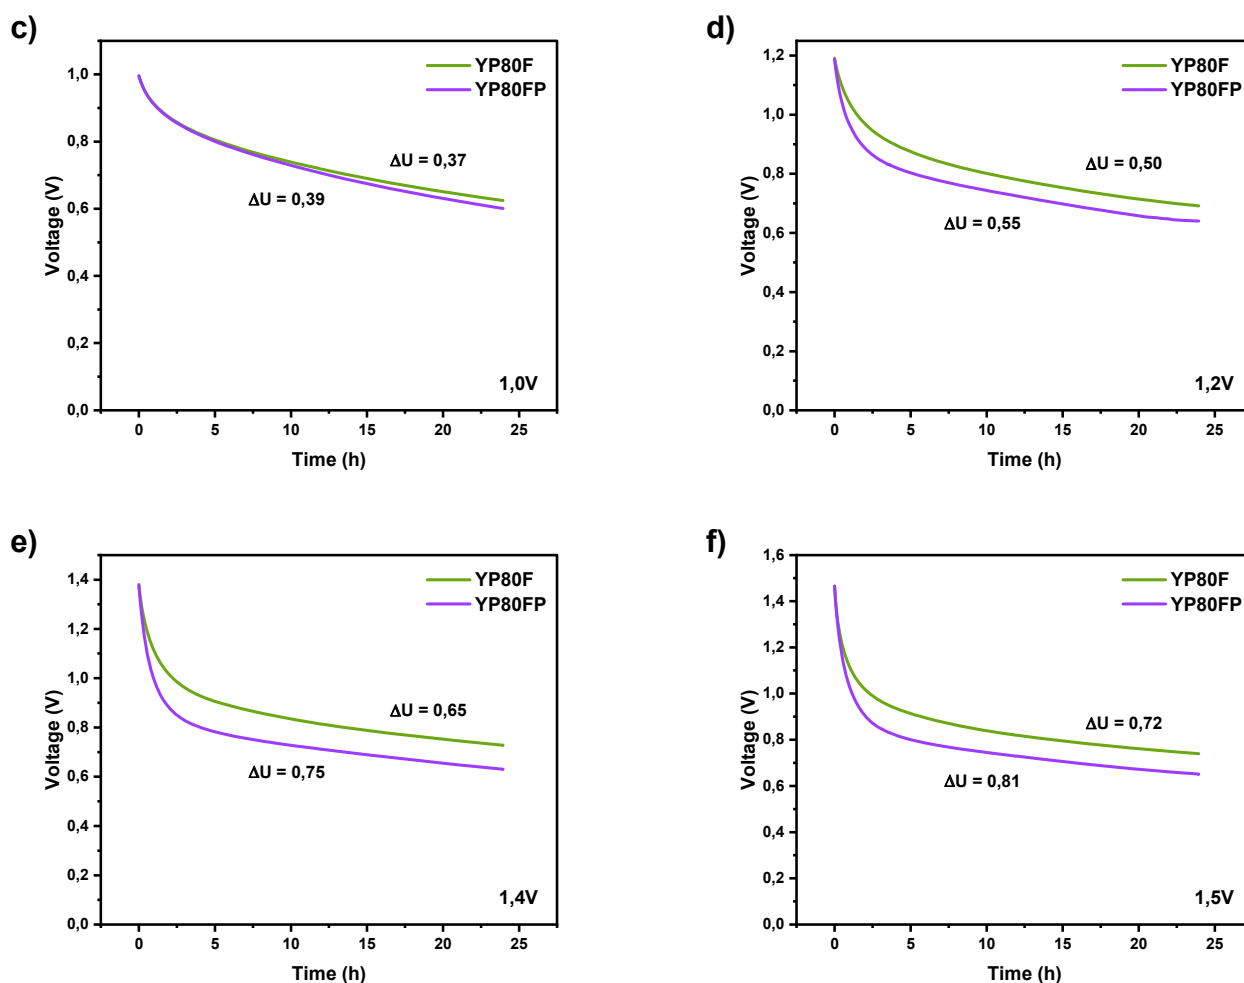 c)
YP80F
YP80FP
ΔU = 0,37
ΔU = 0,39
1,0V
Voltage (V)
1,0
0,8
0,6
0,4
0,2
0,0
0 5 10 15 20 25
Time (h)
d)
YP80F
YP80FP
ΔU = 0,50
ΔU = 0,55
1,2V
Voltage (V)
1,2
1,0
0,8
0,6
0,4
0,2
0,0
0 5 10 15 20 25
Time (h)
e)
YP80F
YP80FP
ΔU = 0,65
ΔU = 0,75
1,4V
Voltage (V)
1,4
1,2
1,0
0,8
0,6
0,4
0,2
0,0
0 5 10 15 20 25
Time (h)
f)
YP80F
YP80FP
ΔU = 0,72
ΔU = 0,81
1,5V
Voltage (V)
1,6
1,4
1,2
1,0
0,8
0,6
0,4
0,2
0,0
0 5 10 15 20 25
Time (h)